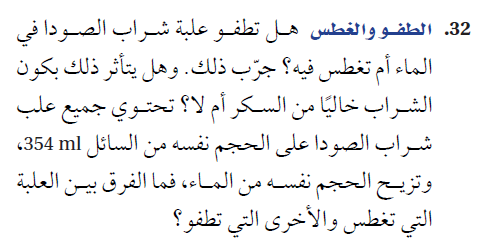 32. الطفو والغطس هل تطفو علبة شراب الصودا في
الماء أم تغطس فيه؟ جرّب ذلك. وهل يتأثر ذلك بكون
الشراب خاليًا من السكر أم لا؟ تحتوي جميع علب
شراب الصودا على الحجم نفسه من السائل 354 ml،
وتزيح الحجم نفسه من الماء، فما الفرق بين العلبة
التي تغطس والأخرى التي تطفو؟